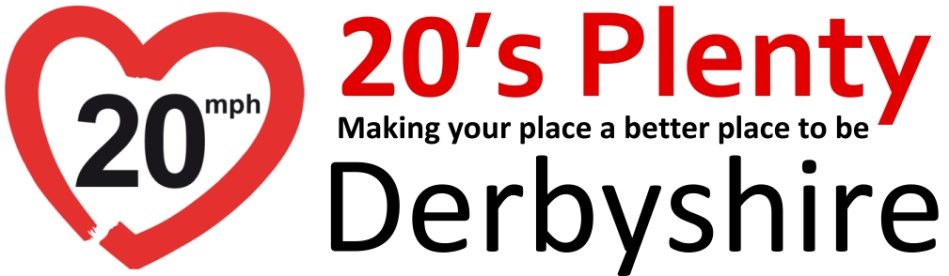 20 mph
20's Plenty
Making your place a better place to be
Derbyshire